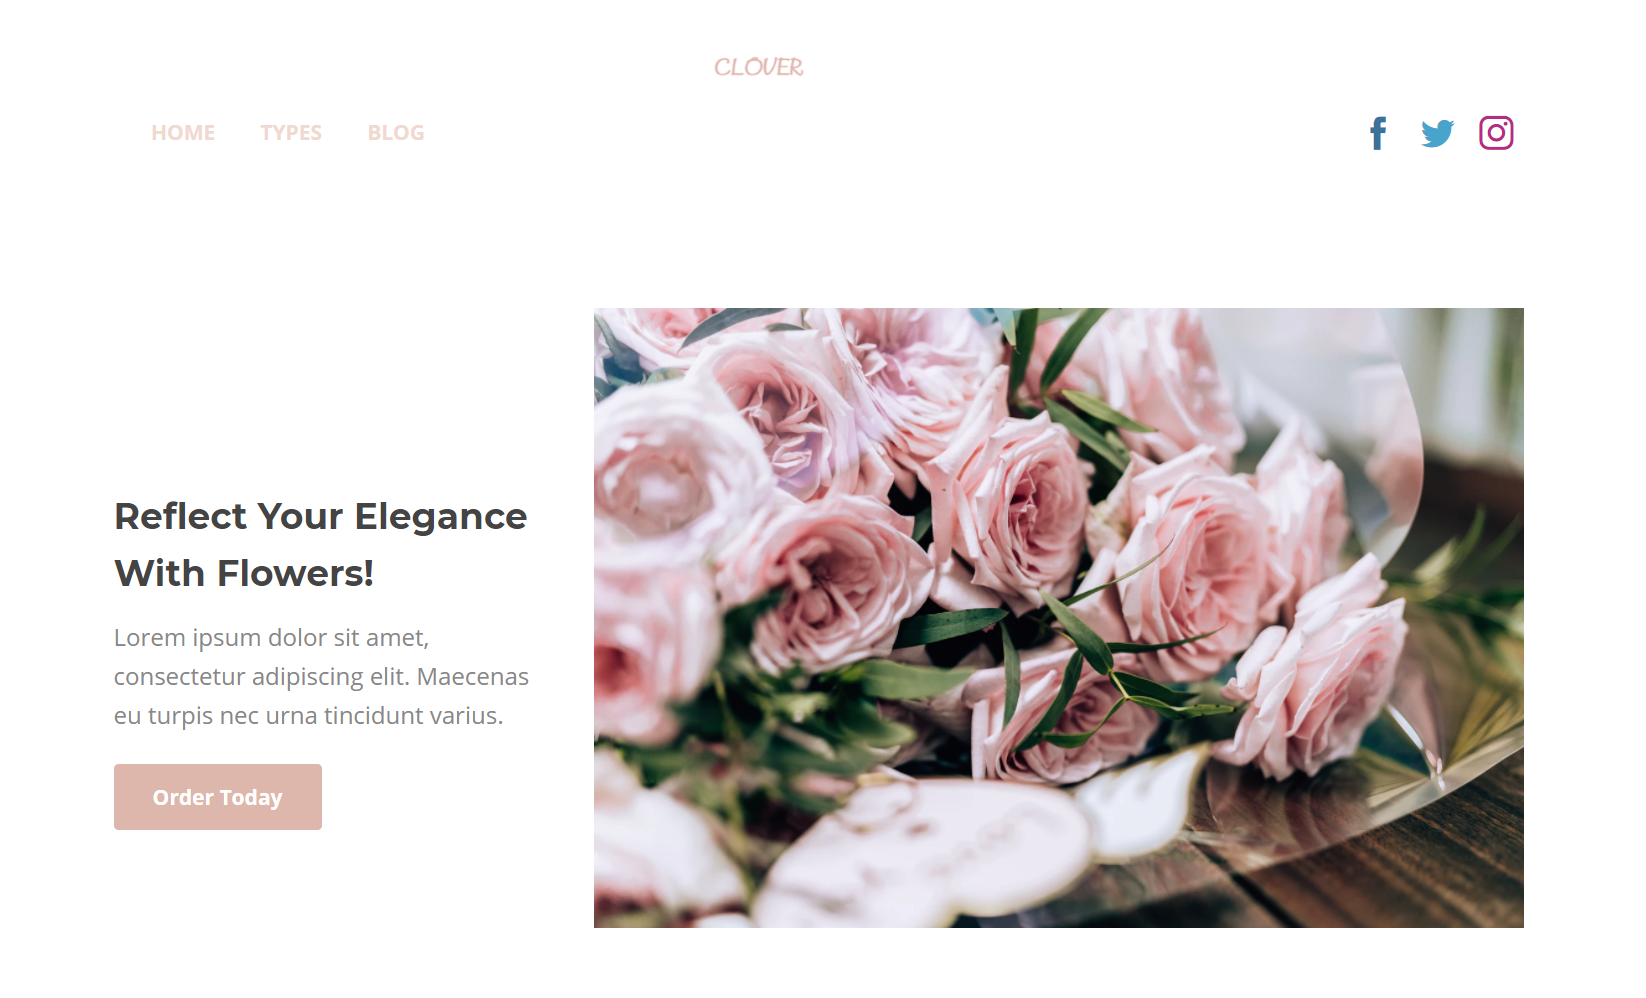 CLOVER
HOME TYPES BLOG
Reflect Your Elegance
With Flowers!
Lorem ipsum dolor sit amet,
consectetur adipiscing elit. Maecenas
eu turpis nec urna tincidunt varius.
Order Today